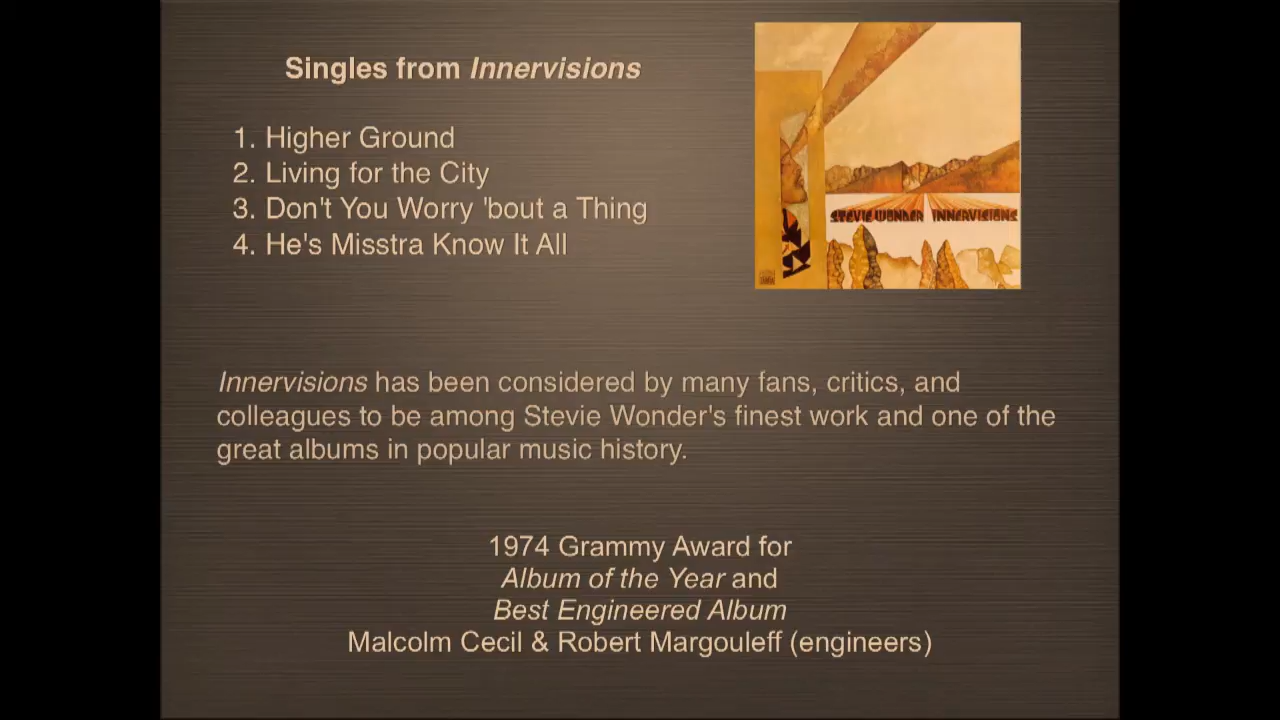 Singles from Innervisions
1. Higher Ground
2. Living for the City
3. Don't You Worry 'bout a Thing
4. He's Misstra Know It All
STEVIE WONDER INNERVISIONS
Innervisions has been considered by many fans, critics, and
colleagues to be among Stevie Wonder's finest work and one of the
great albums in popular music history.
1974 Grammy Award for
Album of the Year and
Best Engineered Album
Malcolm Cecil & Robert Margouleff (engineers)